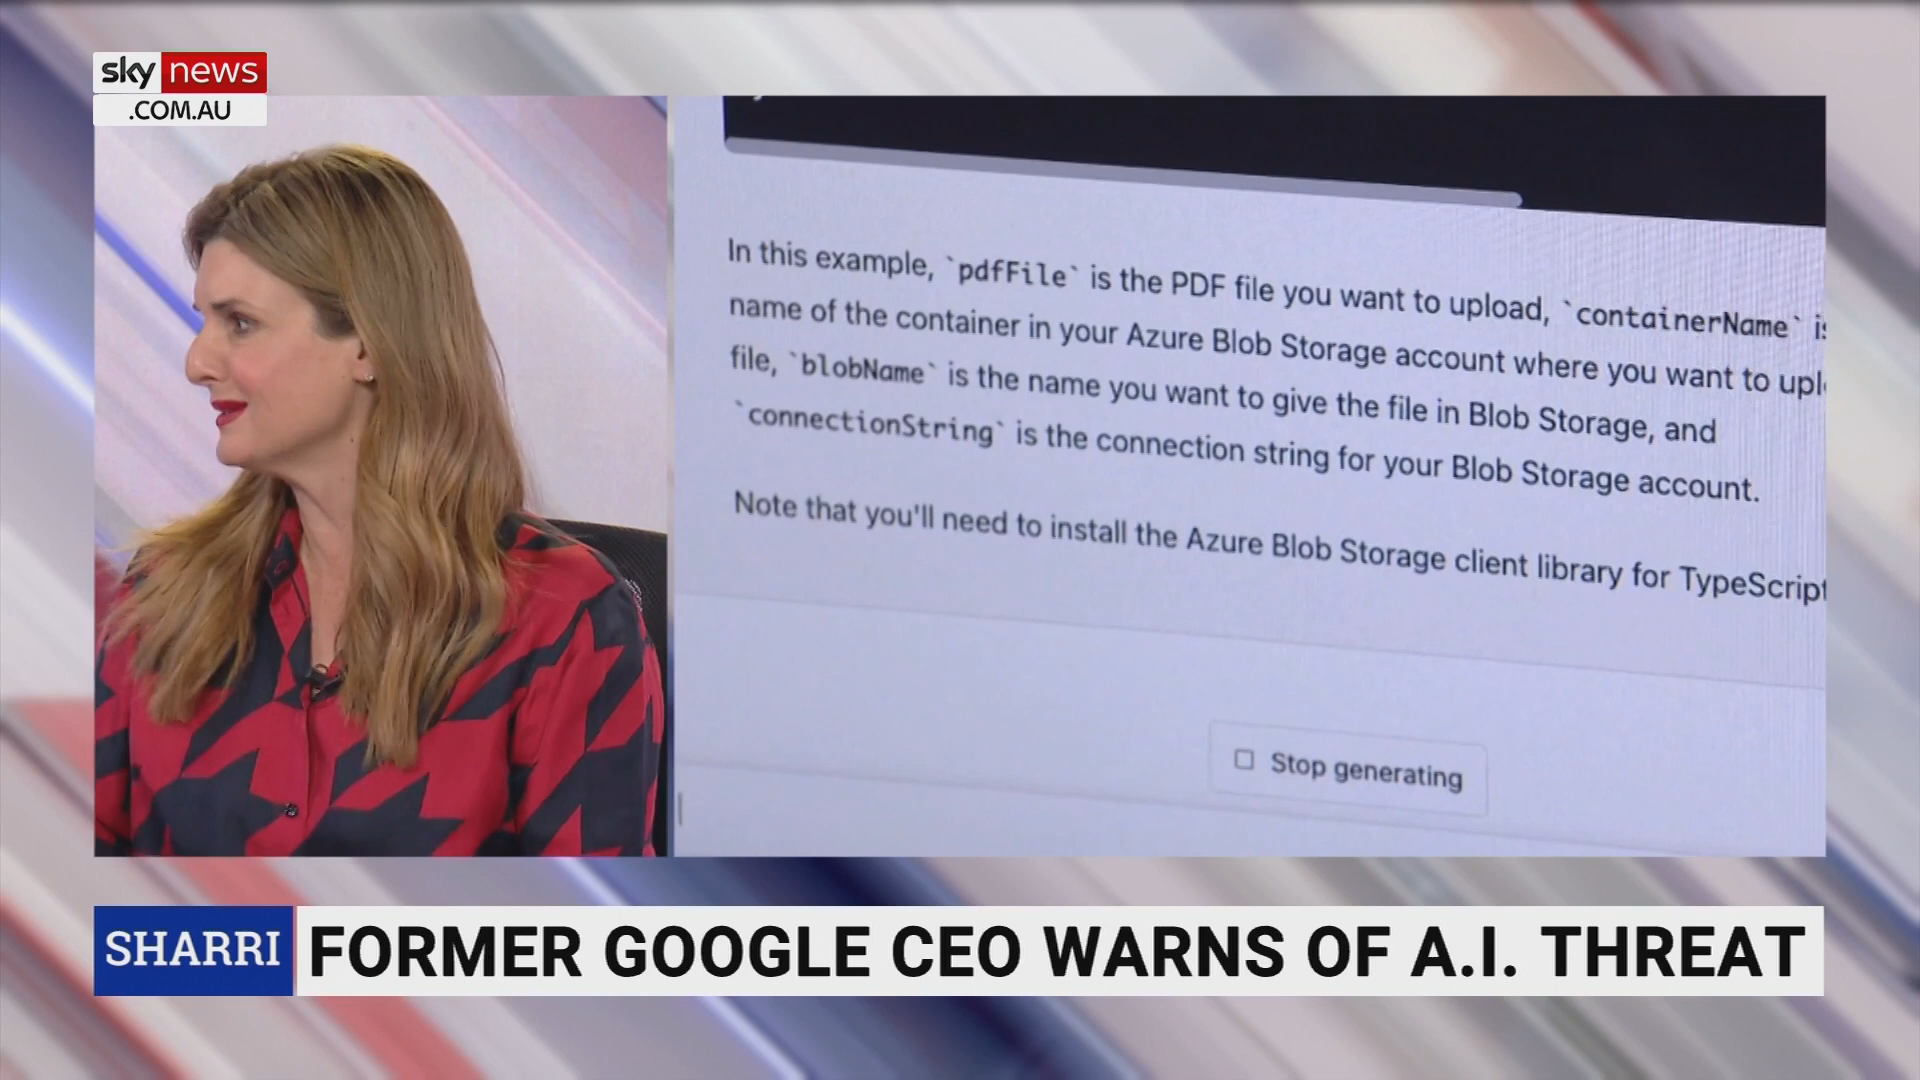 sky news
.COM.AU
In this example, `pdfFile` is the PDF file you want to upload, `containerName` is
name of the container in your Azure Blob Storage account where you want to
file, `blobName` is the name you want to give the file in Blob Storage, and
`connectionString` is the connection string for your Blob Storage account.
Note that you'll need to install the Azure Blob Storage client library for TypeScript
Stop generating
SHARRI
FORMER GOOGLE CEO WARNS OF A.I. THREAT